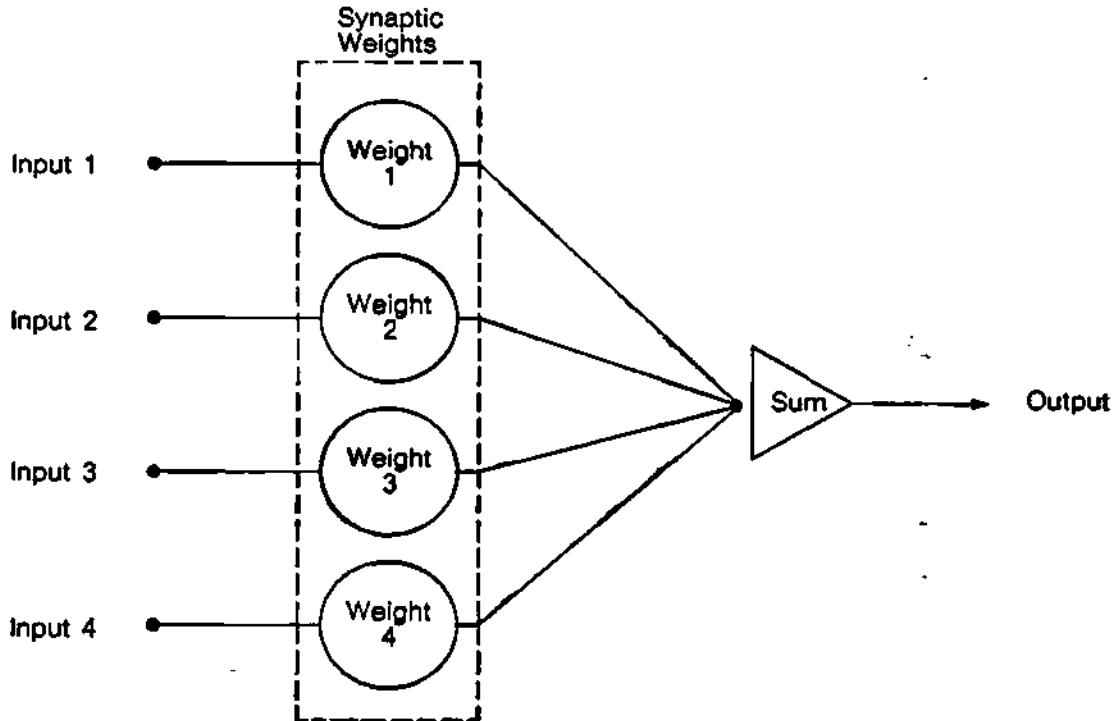 Synaptic
Weights
Input 1
Weight
1
Input 2
Weight
2
Sum
Output
Input 3
Weight
3
Input 4
Weight
4